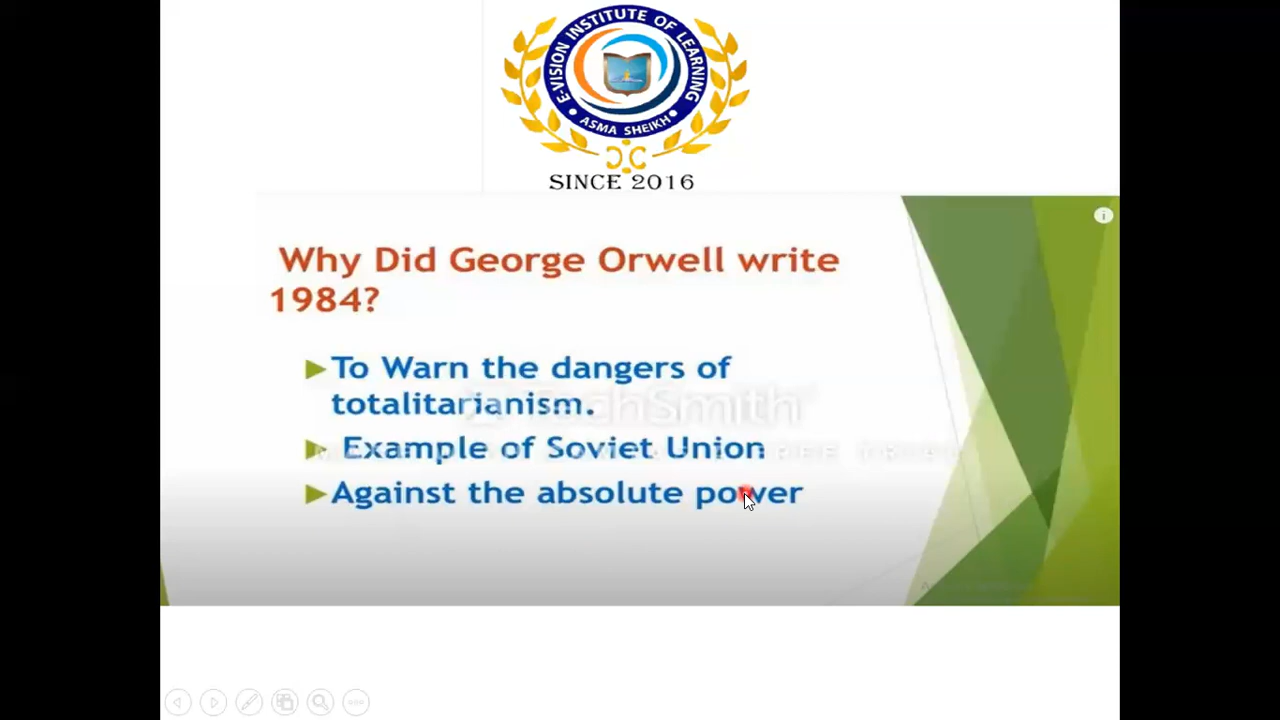 E-VISION INSTITUTE OF LEARNING
ASMA SHEIKH
SINCE 2016
Why Did George Orwell write
1984?
To Warn the dangers of
totalitarianism.
TechSmith
Example of Soviet Union
Against the absolute power